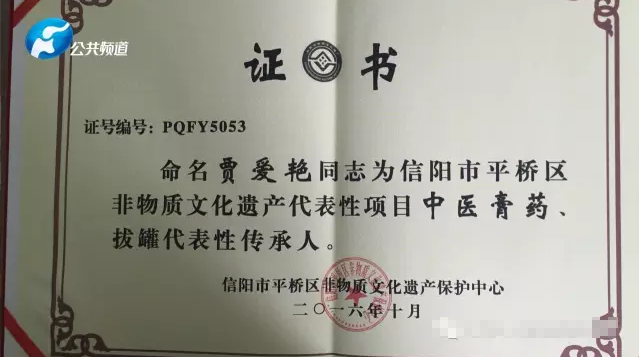 公共频道
证书
证号编号：PQFY5053
命名贾爱艳同志为信阳市平桥区
非物质文化遗产代表性项目中医膏药、
拔罐代表性传承人。
信阳市平桥区非物质文化遗产保护中心
二〇一六年十月